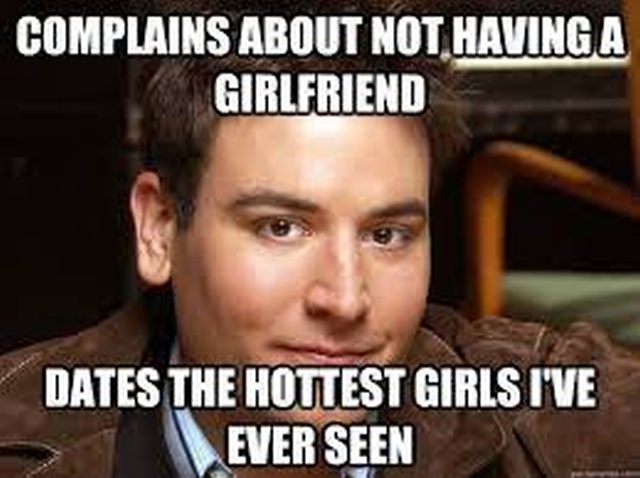 COMPLAINS ABOUT NOT HAVING A
GIRLFRIEND
DATES THE HOTTEST GIRLS I'VE
EVER SEEN